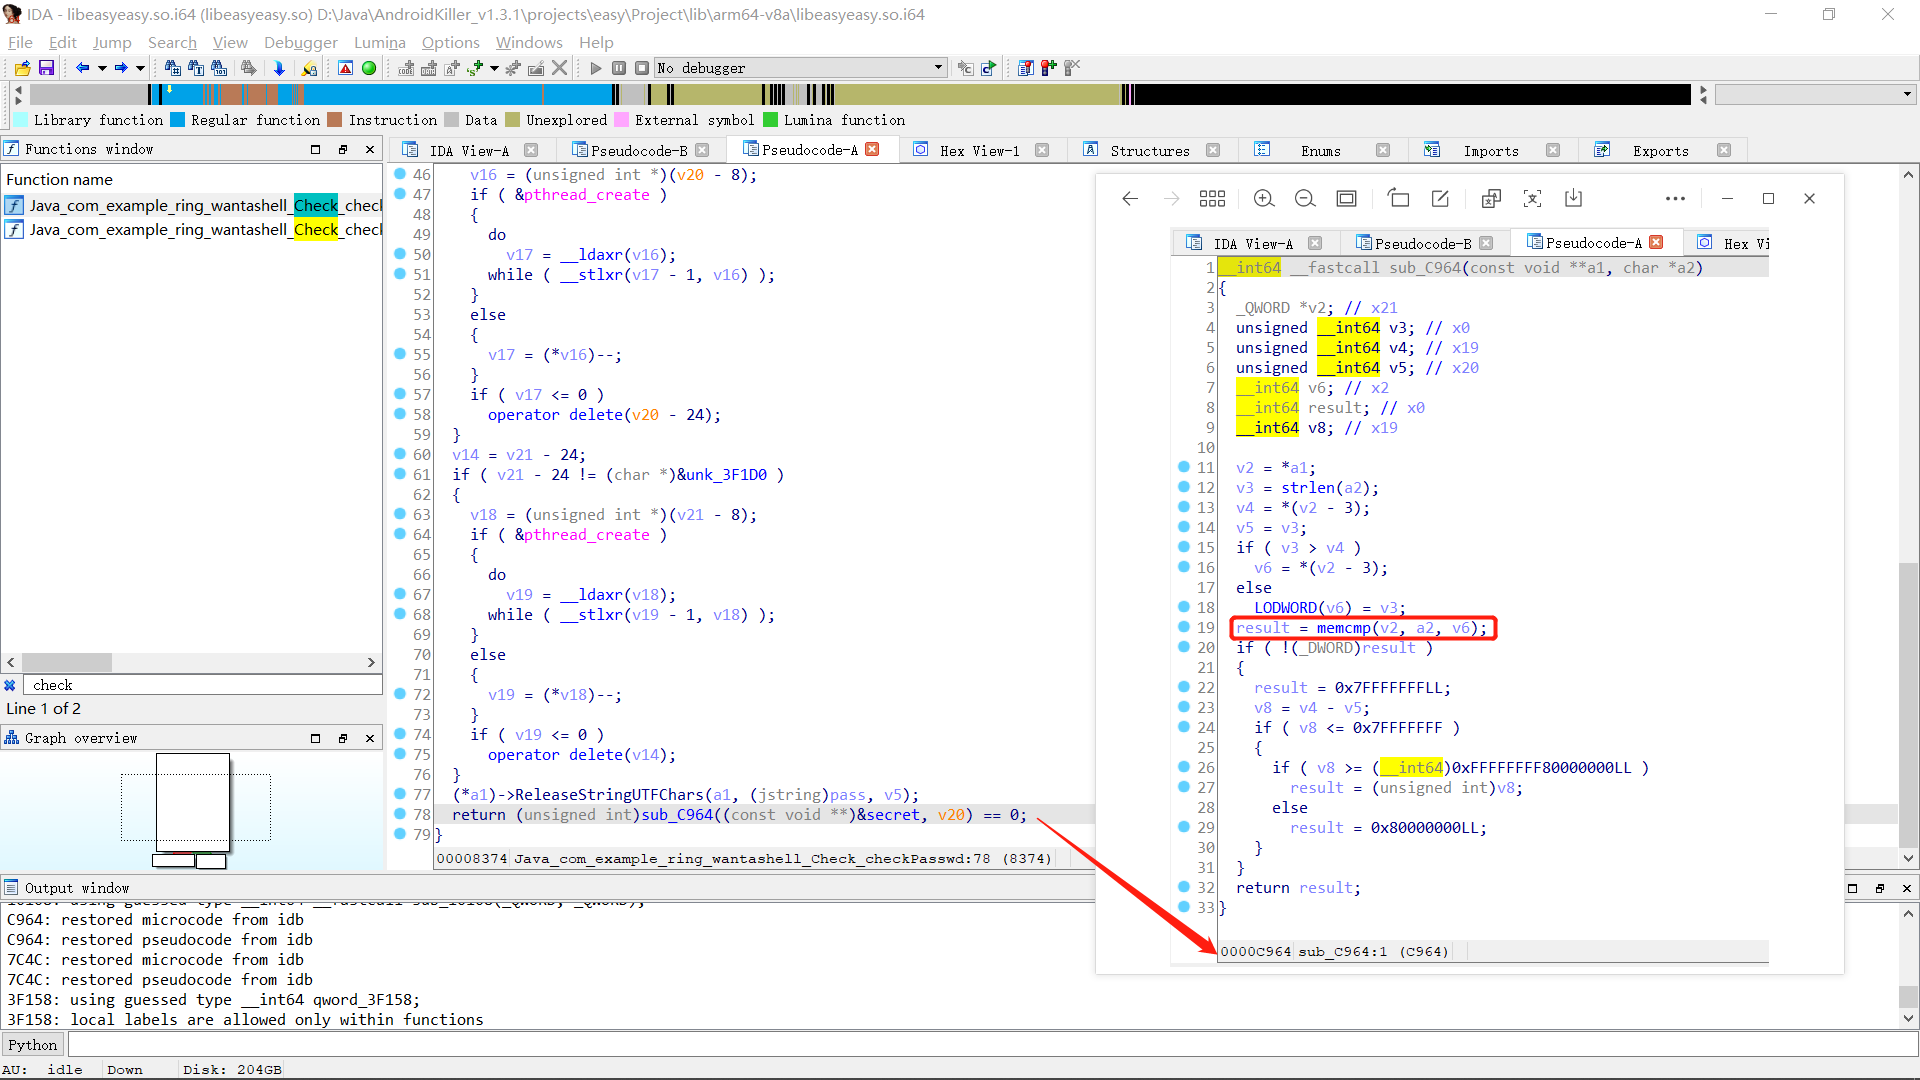 IDA - libeasyeasy.so.i64 (libeasyeasy.so) D:\Java\AndroidKiller_v1.3.1\projects\easy\Project\lib\arm64-v8a\libeasyeasy.so.i64
File Edit Jump Search View Debugger Lumina Options Windows Help
No debugger
Library function Regular function Instruction Data Unexplored External symbol Lumina function
Functions window
Function name
Java_com_example_ring_wantashell_Check_check
Java_com_example_ring_wantashell_Check_check
check
Line 1 of 2
Graph overview
IDA View-A Pseudocode-B Pseudocode-A Hex View-1 Structures Enums Imports Exports
46 v16 = (unsigned int *)(v20 - 8);
47 if ( &pthread_create )
48 {
49 do
50 v17 = __ldaxr(v16);
51 while ( __stlxr(v17 - 1, v16) );
52 }
53 else
54 {
55 v17 = (*v16)--;
56 }
57 if ( v17 <= 0 )
58 operator delete(v20 - 24);
59 }
60 v14 = v21 - 24;
61 if ( v21 - 24 != (char *)&unk_3F1D0 )
62 {
63 v18 = (unsigned int *)(v21 - 8);
64 if ( &pthread_create )
65 {
66 do
67 v19 = __ldaxr(v18);
68 while ( __stlxr(v19 - 1, v18) );
69 }
70 else
71 {
72 v19 = (*v18)--;
73 }
74 if ( v19 <= 0 )
75 operator delete(v14);
76 }
77 (*a1)->ReleaseStringUTFChars(a1, (jstring)pass, v5);
78 return (unsigned int)sub_C964((const void **)&secret, v20) == 0;
79 }
00008374 Java_com_example_ring_wantashell_Check_checkPasswd:78 (8374)
IDA View-A Pseudocode-B Pseudocode-A Hex Vi
1 __int64 __fastcall sub_C964(const void **a1, char *a2)
2 {
3 _QWORD *v2; // x21
4 unsigned __int64 v3; // x0
5 unsigned __int64 v4; // x19
6 unsigned __int64 v5; // x20
7 __int64 v6; // x2
8 __int64 result; // x0
9 __int64 v8; // x19
10
11 v2 = *a1;
12 v3 = strlen(a2);
13 v4 = *(v2 - 3);
14 v5 = v3;
15 if ( v3 > v4 )
16 v6 = *(v2 - 3);
17 else
18 LODWORD(v6) = v3;
19 result = memcmp(v2, a2, v6);
20 if ( !(_DWORD)result )
21 {
22 result = 0x7FFFFFFFLL;
23 v8 = v4 - v5;
24 if ( v8 <= 0x7FFFFFFF )
25 {
26 if ( v8 >= (__int64)0xFFFFFFFF80000000LL )
27 result = (unsigned int)v8;
28 else
29 result = 0x80000000LL;
30 }
31 }
32 return result;
33 }
0000C964 sub_C964:1 (C964)
Output window
C964: restored microcode from idb
C964: restored pseudocode from idb
7C4C: restored microcode from idb
7C4C: restored pseudocode from idb
3F158: using guessed type __int64 qword_3F158;
3F158: local labels are allowed only within functions
Python
AU: idle Down Disk: 204GB